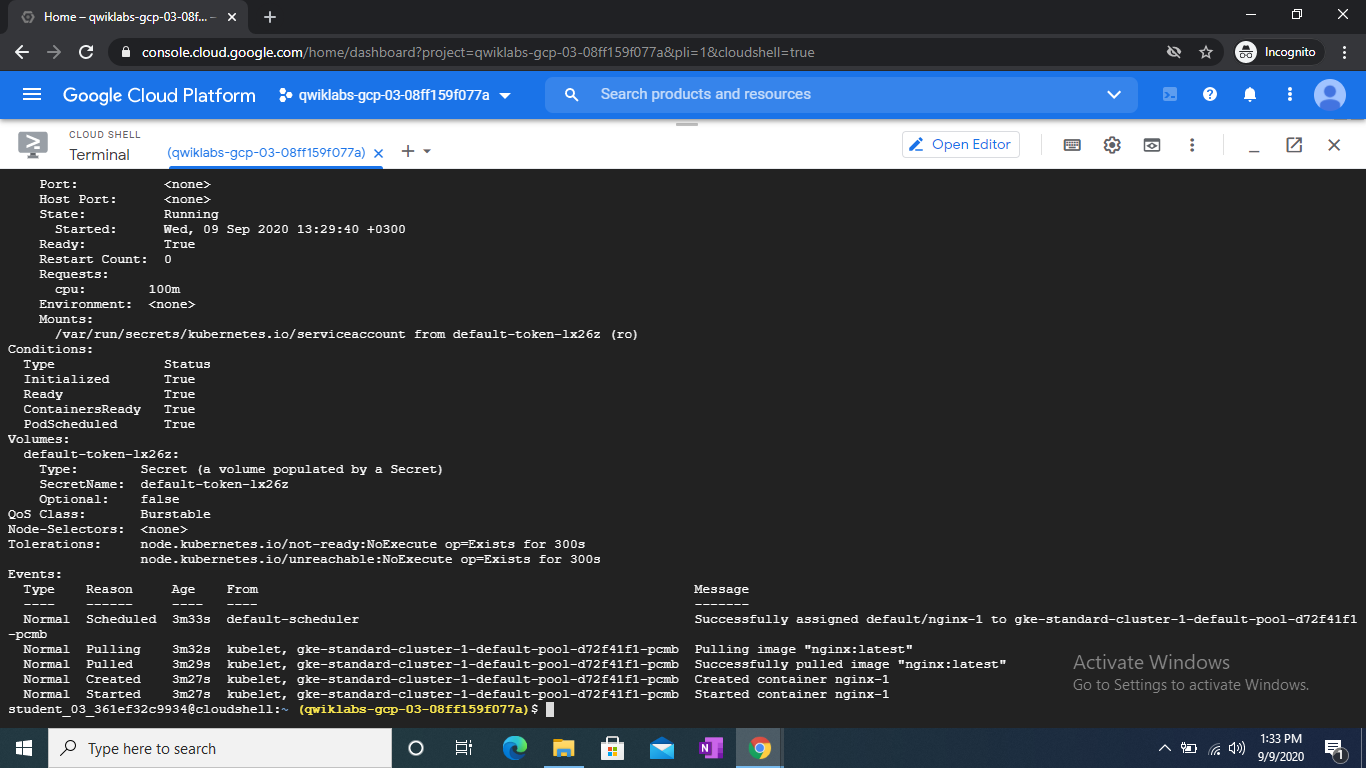 Home – qwiklabs-gcp-03-08f... –
console.cloud.google.com/home/dashboard?project=qwiklabs-gcp-03-08ff159f077a&pli=1&cloudshell=true
Incognito
Google Cloud Platform
qwiklabs-gcp-03-08ff159f077a
Search products and resources
CLOUD SHELL
Terminal
(qwiklabs-gcp-03-08ff159f077a)
Open Editor
Port: <none>
Host Port: <none>
State: Running
Started: Wed, 09 Sep 2020 13:29:40 +0300
Ready: True
Restart Count: 0
Requests:
cpu: 100m
Environment: <none>
Mounts:
/var/run/secrets/kubernetes.io/serviceaccount from default-token-lx26z (ro)
Conditions:
Type Status
Initialized True
Ready True
ContainersReady True
PodScheduled True
Volumes:
default-token-lx26z:
Type: Secret (a volume populated by a Secret)
SecretName: default-token-lx26z
Optional: false
QoS Class: Burstable
Node-Selectors: <none>
Tolerations: node.kubernetes.io/not-ready:NoExecute op=Exists for 300s
node.kubernetes.io/unreachable:NoExecute op=Exists for 300s
Events:
Type Reason Age From Message
---- ------ ---- ---- -------
Normal Scheduled 3m33s default-scheduler Successfully assigned default/nginx-1 to gke-standard-cluster-1-default-pool-d72f41f1
-pcmb
Normal Pulling 3m32s kubelet, gke-standard-cluster-1-default-pool-d72f41f1-pcmb Pulling image "nginx:latest"
Normal Pulled 3m29s kubelet, gke-standard-cluster-1-default-pool-d72f41f1-pcmb Successfully pulled image "nginx:latest"
Normal Created 3m27s kubelet, gke-standard-cluster-1-default-pool-d72f41f1-pcmb Created container nginx-1
Normal Started 3m27s kubelet, gke-standard-cluster-1-default-pool-d72f41f1-pcmb Started container nginx-1
student_03_361ef32c9934@cloudshell:~ (qwiklabs-gcp-03-08ff159f077a)$
Activate Windows
Go to Settings to activate Windows.
Type here to search
1:33 PM
9/9/2020
1